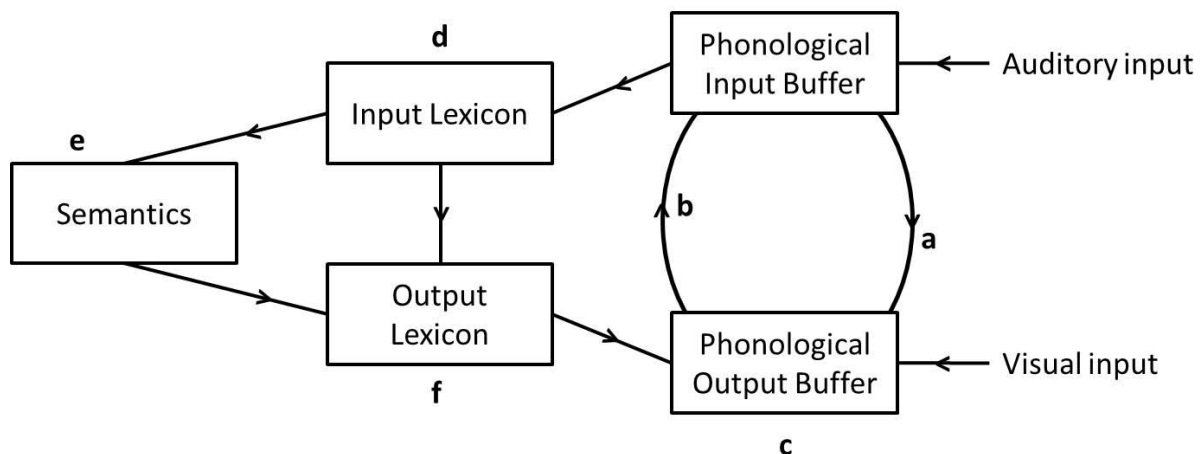 d
Phonological
Input Buffer
Auditory input
Input Lexicon
e
Semantics
b
a
Output
Lexicon
Phonological
Output Buffer
Visual input
f
c